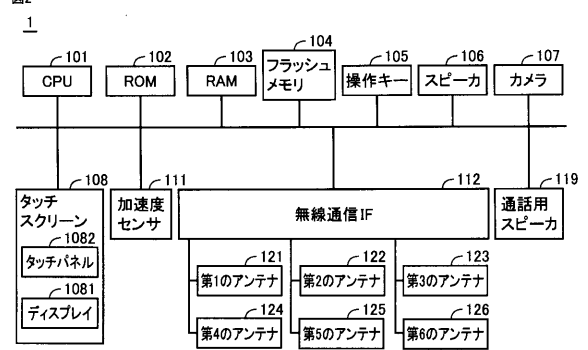 図2
1
101
102
103
104
105
106
107
CPU
ROM
RAM
フラッシュ
メモリ
操作キー
スピーカ
カメラ
108
111
112
119
タッチ
スクリーン
加速度
センサ
無線通信IF
通話用
スピーカ
1082
タッチパネル
1081
ディスプレイ
121
122
123
第1のアンテナ
第2のアンテナ
第3のアンテナ
124
125
126
第4のアンテナ
第5のアンテナ
第6のアンテナ